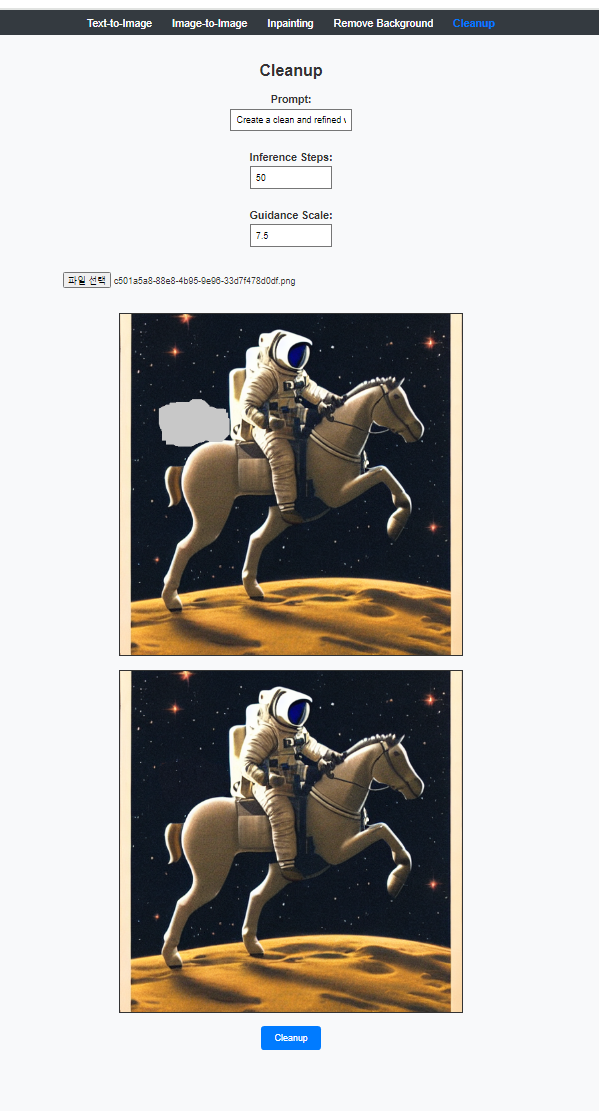 Text-to-Image Image-to-Image Inpainting Remove Background Cleanup
Cleanup
Prompt:
Create a clean and refined
Inference Steps:
50
Guidance Scale:
7.5
파일 선택 c501a5a8-88e8-4b95-9e96-33d7f478d0df.png
Cleanup